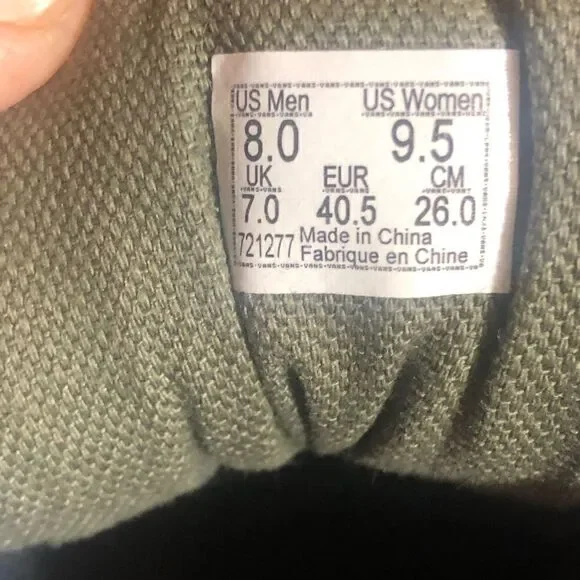 US Men US Women
8.0 9.5
UK EUR CM
7.0 40.5 26.0
721277 Made in China
Fabrique en Chine